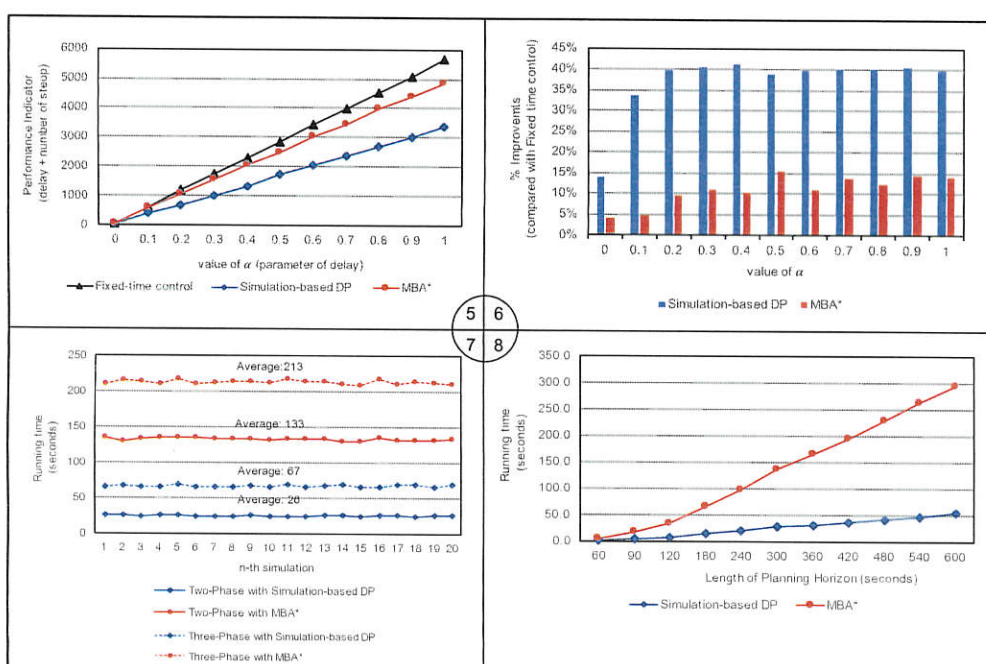 6000
5000
4000
3000
2000
1000
0
Performance Indicator
(delay + number of steup)
0 0.1 0.2 0.3 0.4 0.5 0.6 0.7 0.8 0.9 1
value of α (parameter of delay)
Fixed-time control Simulation-based DP MBA*
45%
40%
35%
30%
25%
20%
15%
10%
5%
0%
% Improvemts
(compared with Fixed time control)
0 0.1 0.2 0.3 0.4 0.5 0.6 0.7 0.8 0.9 1
value of α
Simulation-based DP MBA*
5 6
7 8
250
200
150
100
50
0
Running time
(seconds)
Average: 213
Average: 133
Average: 67
Average: 26
1 2 3 4 5 6 7 8 9 10 11 12 13 14 15 16 17 18 19 20
n-th simulation
Two-Phase with Simulation-based DP
Two-Phase with MBA*
Three-Phase with Simulation-based DP
Three-Phase with MBA*
350.0
300.0
250.0
200.0
150.0
100.0
50.0
0.0
Running time
(seconds)
60 90 120 180 240 300 360 420 480 540 600
Length of Planning Horizon (seconds)
Simulation-based DP MBA*